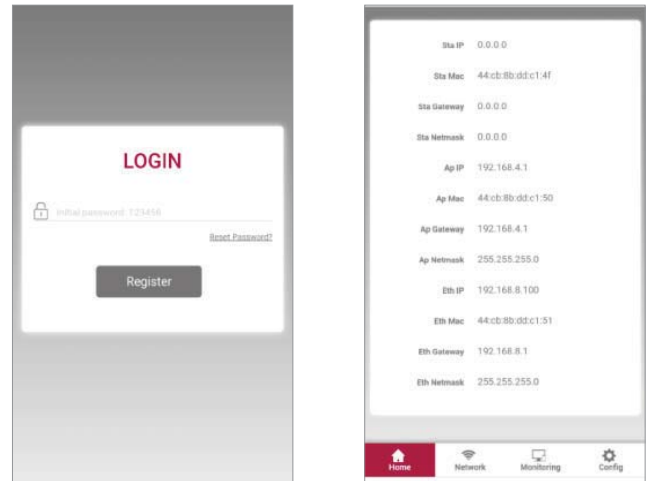 LOGIN
Initial password: 123456
Reset Password?
Register
Sta IP 0.0.0.0
Sta Mac 44:cb:8b:dd:c1:4f
Sta Gateway 0.0.0.0
Sta Netmask 0.0.0.0
Ap IP 192.168.4.1
Ap Mac 44:cb:8b:dd:c1:50
Ap Gateway 192.168.4.1
Ap Netmask 255.255.255.0
Eth IP 192.168.8.100
Eth Mac 44:cb:8b:dd:c1:51
Eth Gateway 192.168.8.1
Eth Netmask 255.255.255.0
Home Network Monitoring Config